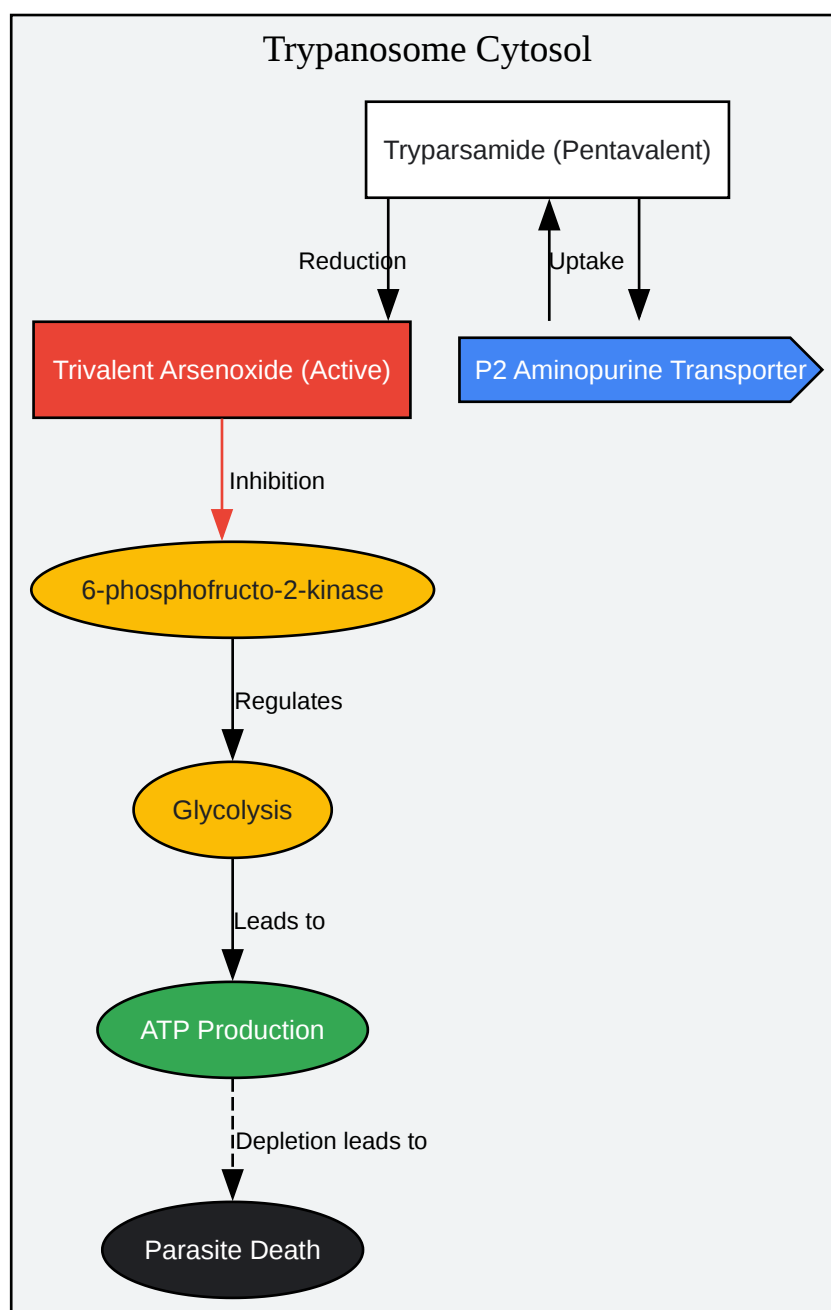 Trypanosome Cytosol
Tryparsamide (Pentavalent)
Reduction
Uptake
Trivalent Arsenoxide (Active)
P2 Aminopurine Transporter
Inhibition
6-phosphofructo-2-kinase
Regulates
Glycolysis
Leads to
ATP Production
Depletion leads to
Parasite Death